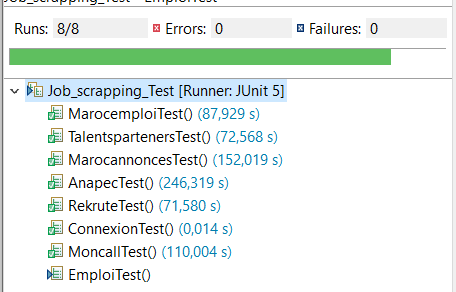 Job_scrapping_Test - EmploiTest
Runs: 8/8 Errors: 0 Failures: 0
Job_scrapping_Test [Runner: JUnit 5]
MarocemploiTest() (87,929 s)
TalentspartenersTest() (72,568 s)
MarocannoncesTest() (152,019 s)
AnapecTest() (246,319 s)
RekruteTest() (71,580 s)
ConnexionTest() (0,014 s)
MoncallTest() (110,004 s)
EmploiTest()